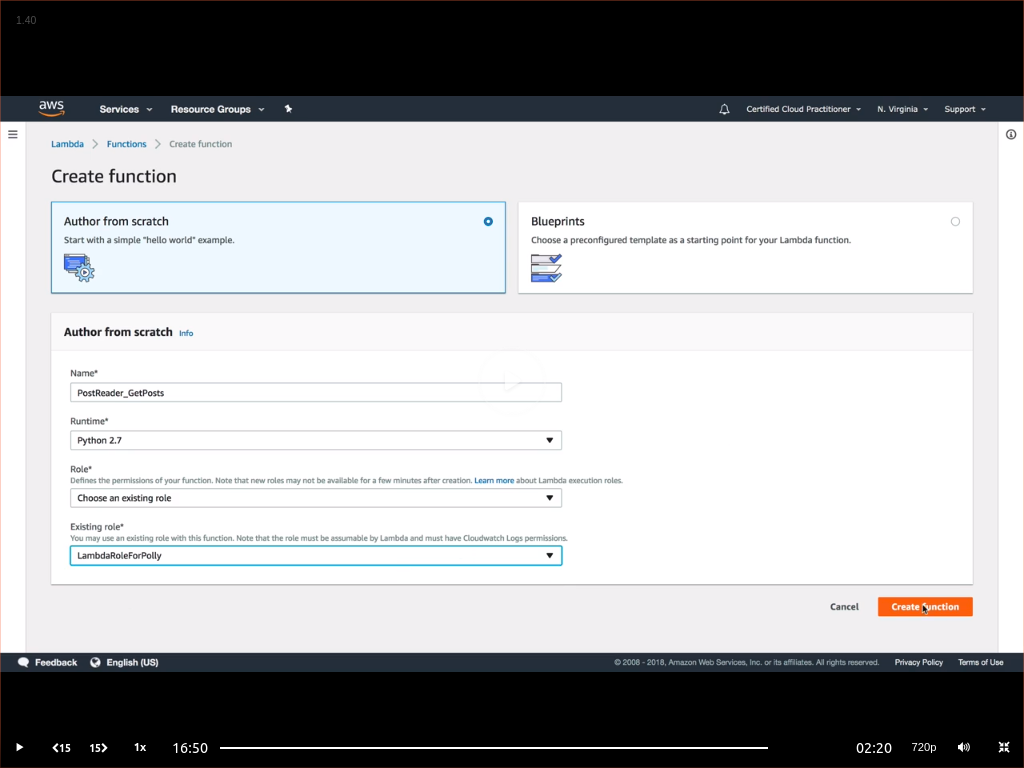 1.40
aws Services Resource Groups Certified Cloud Practitioner N. Virginia Support
Lambda Functions Create function
Create function
Author from scratch
Start with a simple "hello world" example.
Blueprints
Choose a preconfigured template as a starting point for your Lambda function.
Author from scratch Info
Name*
PostReader_GetPosts
Runtime*
Python 2.7
Role*
Defines the permissions of your function. Note that new roles may not be available for a few minutes after creation. Learn more about Lambda execution roles.
Choose an existing role
Existing role*
You may use an existing role with this function. Note that the role must be assumable by Lambda and must have Cloudwatch Logs permissions.
LambdaRoleForPolly
Cancel Create function
Feedback English (US) © 2008 - 2018, Amazon Web Services, Inc. or its affiliates. All rights reserved. Privacy Policy Terms of Use
15 15 1x 16:50 02:20 720p